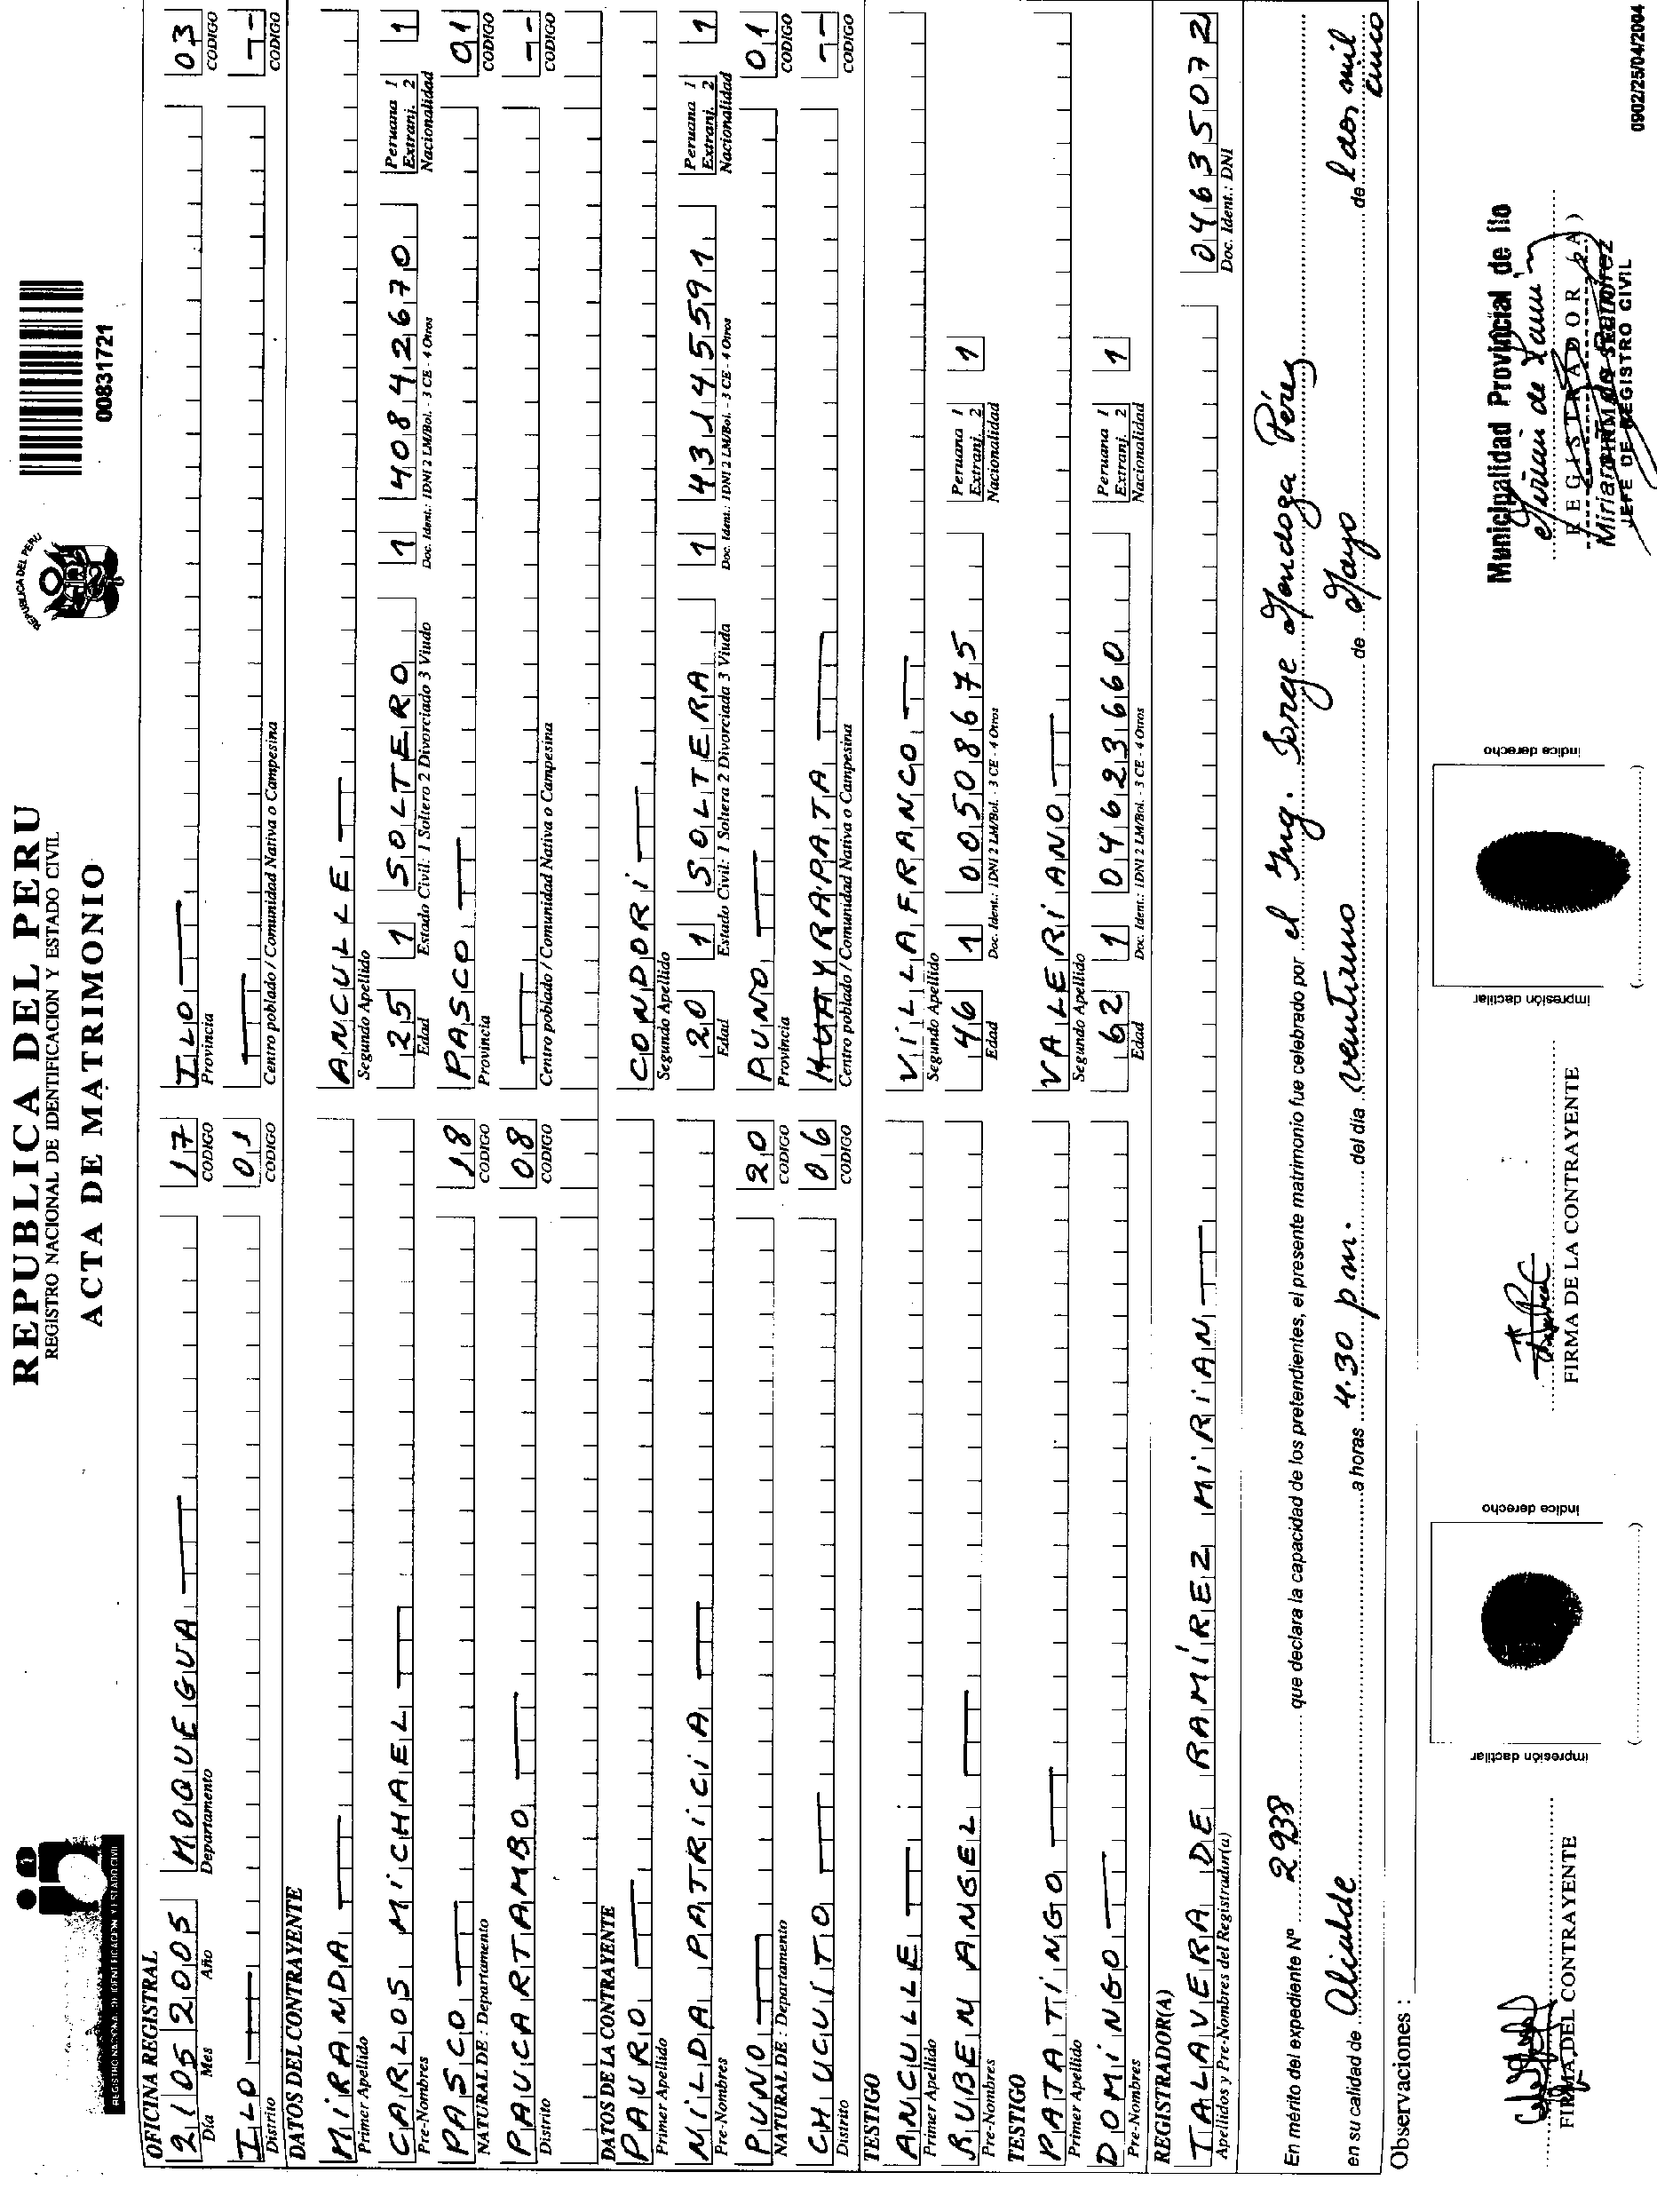 REPUBLICA DEL PERU
REGISTRO NACIONAL DE IDENTIFICACION Y ESTADO CIVIL
ACTA DE MATRIMONIO
REPUBLICA DEL PERU
00831721
REGISTRO NACIONAL DE IDENTIFICACION Y ESTADO CIVIL
OFICINA REGISTRAL
21 05 2005 MOQUEGUA 17 ILO 03
Día Mes Año Departamento CODIGO Provincia CODIGO
ILO 01 --
Distrito CODIGO Centro poblado / Comunidad Nativa o Campesina CODIGO
DATOS DEL CONTRAYENTE
MIRANDA ANCULLE
Primer Apellido Segundo Apellido
CARLOS MICHAEL 25 1 SOLTERO 1 40842670 Peruana 1 Extranj. 2 1
Pre-Nombres Edad Estado Civil: 1 Soltero 2 Divorciado 3 Viudo Doc. Ident.: 1DNI 2 LM/Bol. - 3 CE - 4 Otros Nacionalidad
PASCO 18 PASCO 01
NATURAL DE : Departamento CODIGO Provincia CODIGO
PAUCARTAMBO 08 --
Distrito CODIGO Centro poblado / Comunidad Nativa o Campesina CODIGO
DATOS DE LA CONTRAYENTE
PAURO CONDORI
Primer Apellido Segundo Apellido
NILDA PATRICIA 20 1 SOLTERA 1 43145591 Peruana 1 Extranj. 2 1
Pre-Nombres Edad Estado Civil: 1 Soltera 2 Divorciada 3 Viuda Doc. Ident.: 1DNI 2 LM/Bol. - 3 CE - 4 Otros Nacionalidad
PUNO 20 PUNO 01
NATURAL DE : Departamento CODIGO Provincia CODIGO
CHUCUITO 06 HUAYRAPATA --
Distrito CODIGO Centro poblado / Comunidad Nativa o Campesina CODIGO
TESTIGO
ANCULLE VILLAFRANCO
Primer Apellido Segundo Apellido
RUBEN ANGEL 46 1 00508675 Peruana 1 Extranj. 2 1
Pre-Nombres Edad Doc. Ident.: 1DNI 2 LM/Bol. - 3 CE - 4 Otros Nacionalidad
TESTIGO
PATATINGO VALERIANO
Primer Apellido Segundo Apellido
DOMINGO 62 1 04623660 Peruana 1 Extranj. 2 1
Pre-Nombres Edad Doc. Ident.: 1DNI 2 LM/Bol. - 3 CE - 4 Otros Nacionalidad
REGISTRADOR(A)
TALAVERA DE RAMÍREZ MIRIAN 04635072
Apellidos y Pre-Nombres del Registrador(a) Doc. Ident.: DNI
En mérito del expediente Nº 2938 que declara la capacidad de los pretendientes, el presente matrimonio fue celebrado por el Ing. Jorge Mendoza Pérez
en su calidad de Alcalde a horas 4.30 p.m. del día veintiuno de Mayo de dos mil cinco
Observaciones :
FIRMA DEL CONTRAYENTE
impresión dactilar
indice derecho
FIRMA DE LA CONTRAYENTE
impresión dactilar
indice derecho
Municipalidad Provincial de Ilo
REGISTRADOR (A)
JEFE DE REGISTRO CIVIL
0902/25/04/2004